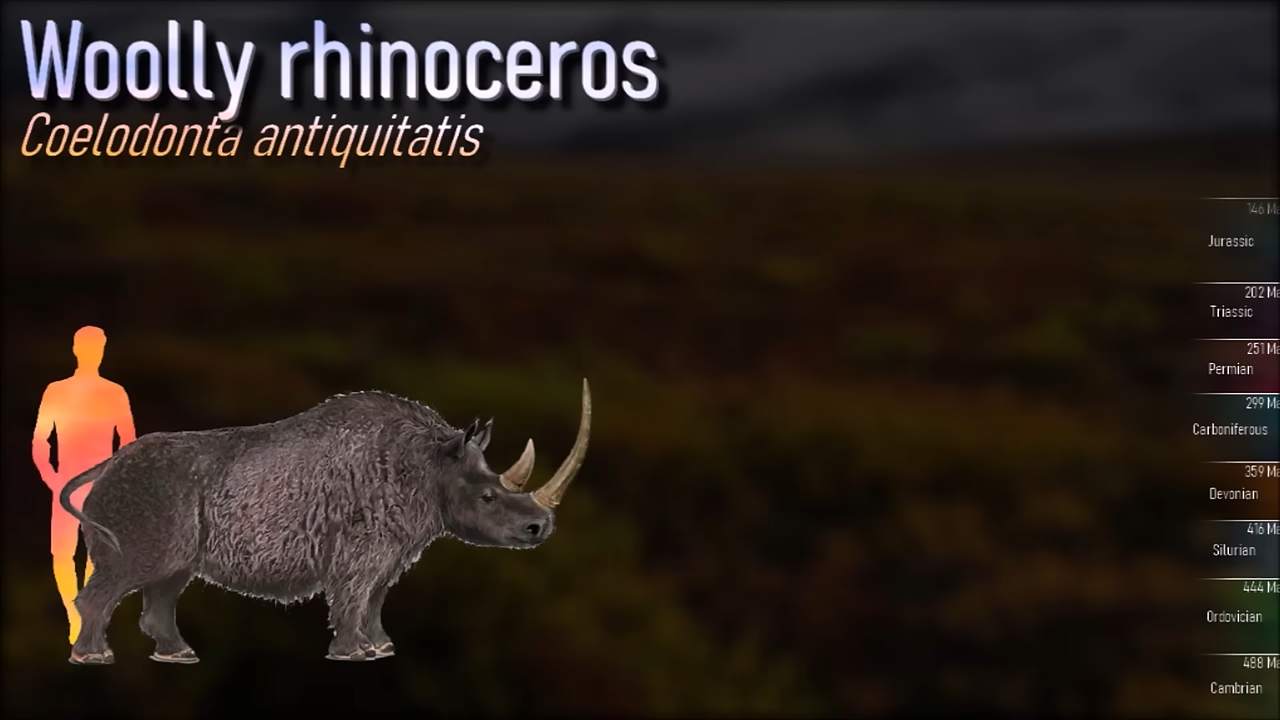 Woolly rhinoceros
Coelodonta antiquitatis
146 Ma
Jurassic
202 Ma
Triassic
251 Ma
Permian
299 Ma
Carboniferous
359 Ma
Devonian
416 Ma
Silurian
444 Ma
Ordovician
488 Ma
Cambrian